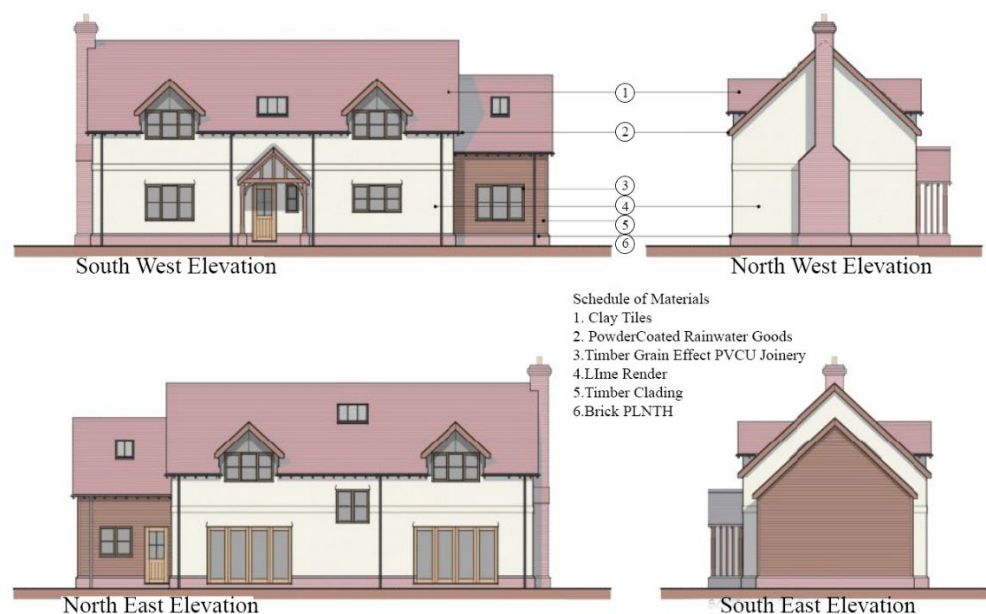 1
2
3
4
5
6
South West Elevation
North West Elevation
Schedule of Materials
1. Clay Tiles
2. PowderCoated Rainwater Goods
3.Timber Grain Effect PVCU Joinery
4.LIme Render
5.Timber Clading
6.Brick PLNTH
North East Elevation
South East Elevation